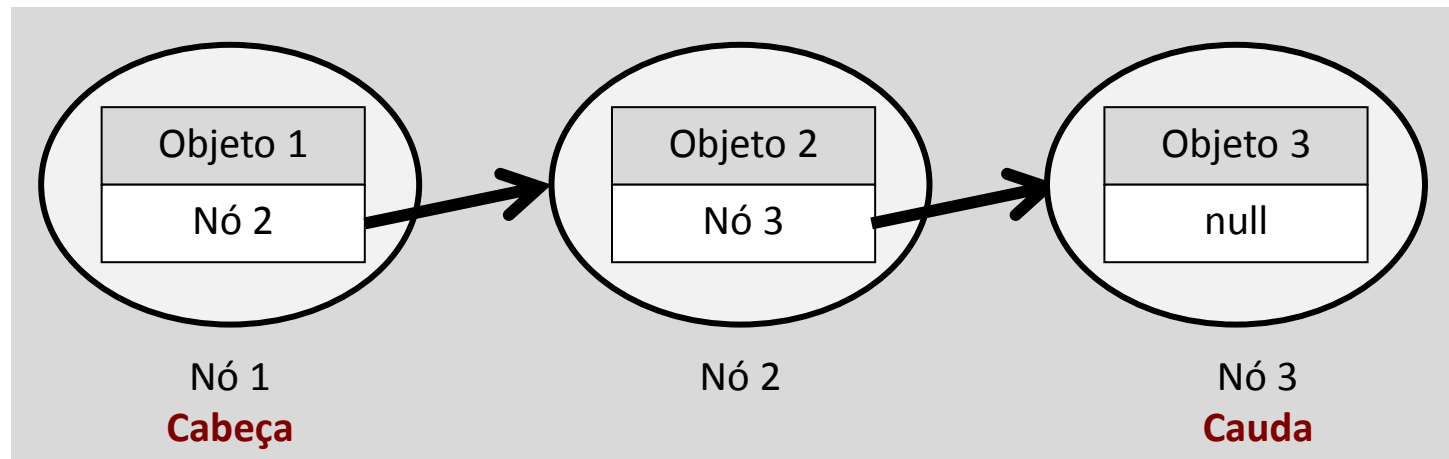 Objeto 1
Nó 2
Nó 1
Cabeça
Objeto 2
Nó 3
Nó 2
Objeto 3
null
Nó 3
Cauda